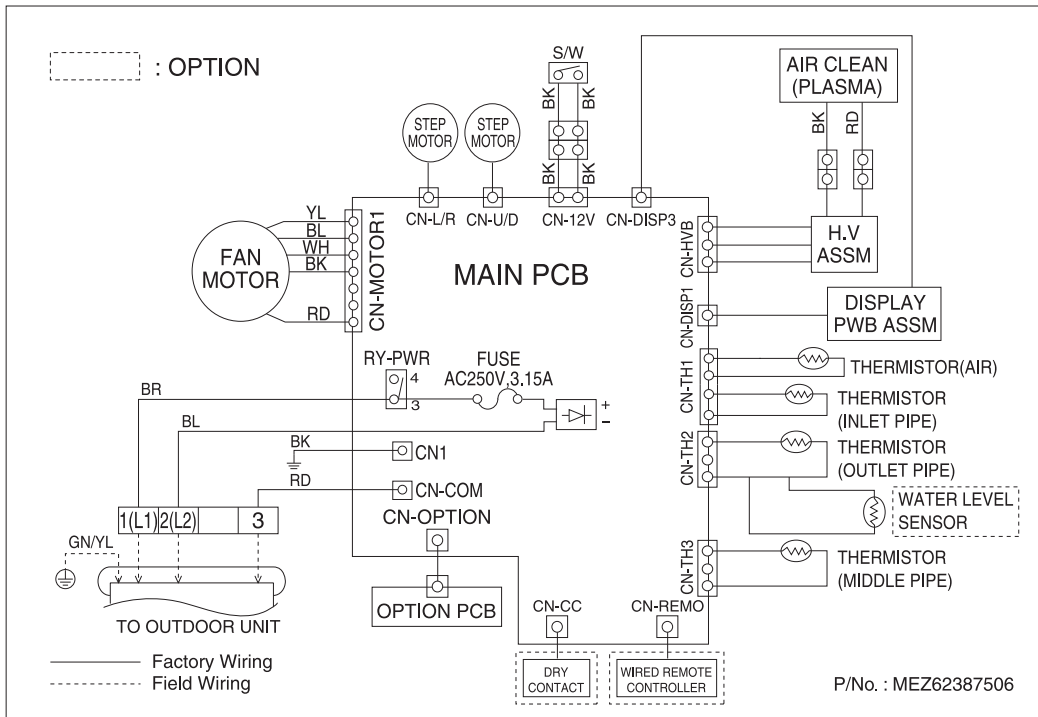 : OPTION
S/W
BK
BK
BK
BK
AIR CLEAN
(PLASMA)
BK
RD
STEP
MOTOR
STEP
MOTOR
CN-L/R
CN-U/D
CN-12V
CN-DISP3
YL
BL
WH
BK
RD
FAN
MOTOR
CN-MOTOR1
MAIN PCB
CN-HVB
H.V
ASSM
CN-DISP1
DISPLAY
PWB ASSM
RY-PWR
4
3
FUSE
AC250V,3.15A
+
-
CN-TH1
THERMISTOR(AIR)
THERMISTOR
(INLET PIPE)
BR
BL
BK
CN1
RD
CN-COM
CN-TH2
THERMISTOR
(OUTLET PIPE)
WATER LEVEL
SENSOR
1(L1) 2(L2) 3
GN/YL
TO OUTDOOR UNIT
CN-OPTION
OPTION PCB
CN-TH3
THERMISTOR
(MIDDLE PIPE)
CN-CC
CN-REMO
DRY
CONTACT
WIRED REMOTE
CONTROLLER
Factory Wiring
Field Wiring
P/No. : MEZ62387506